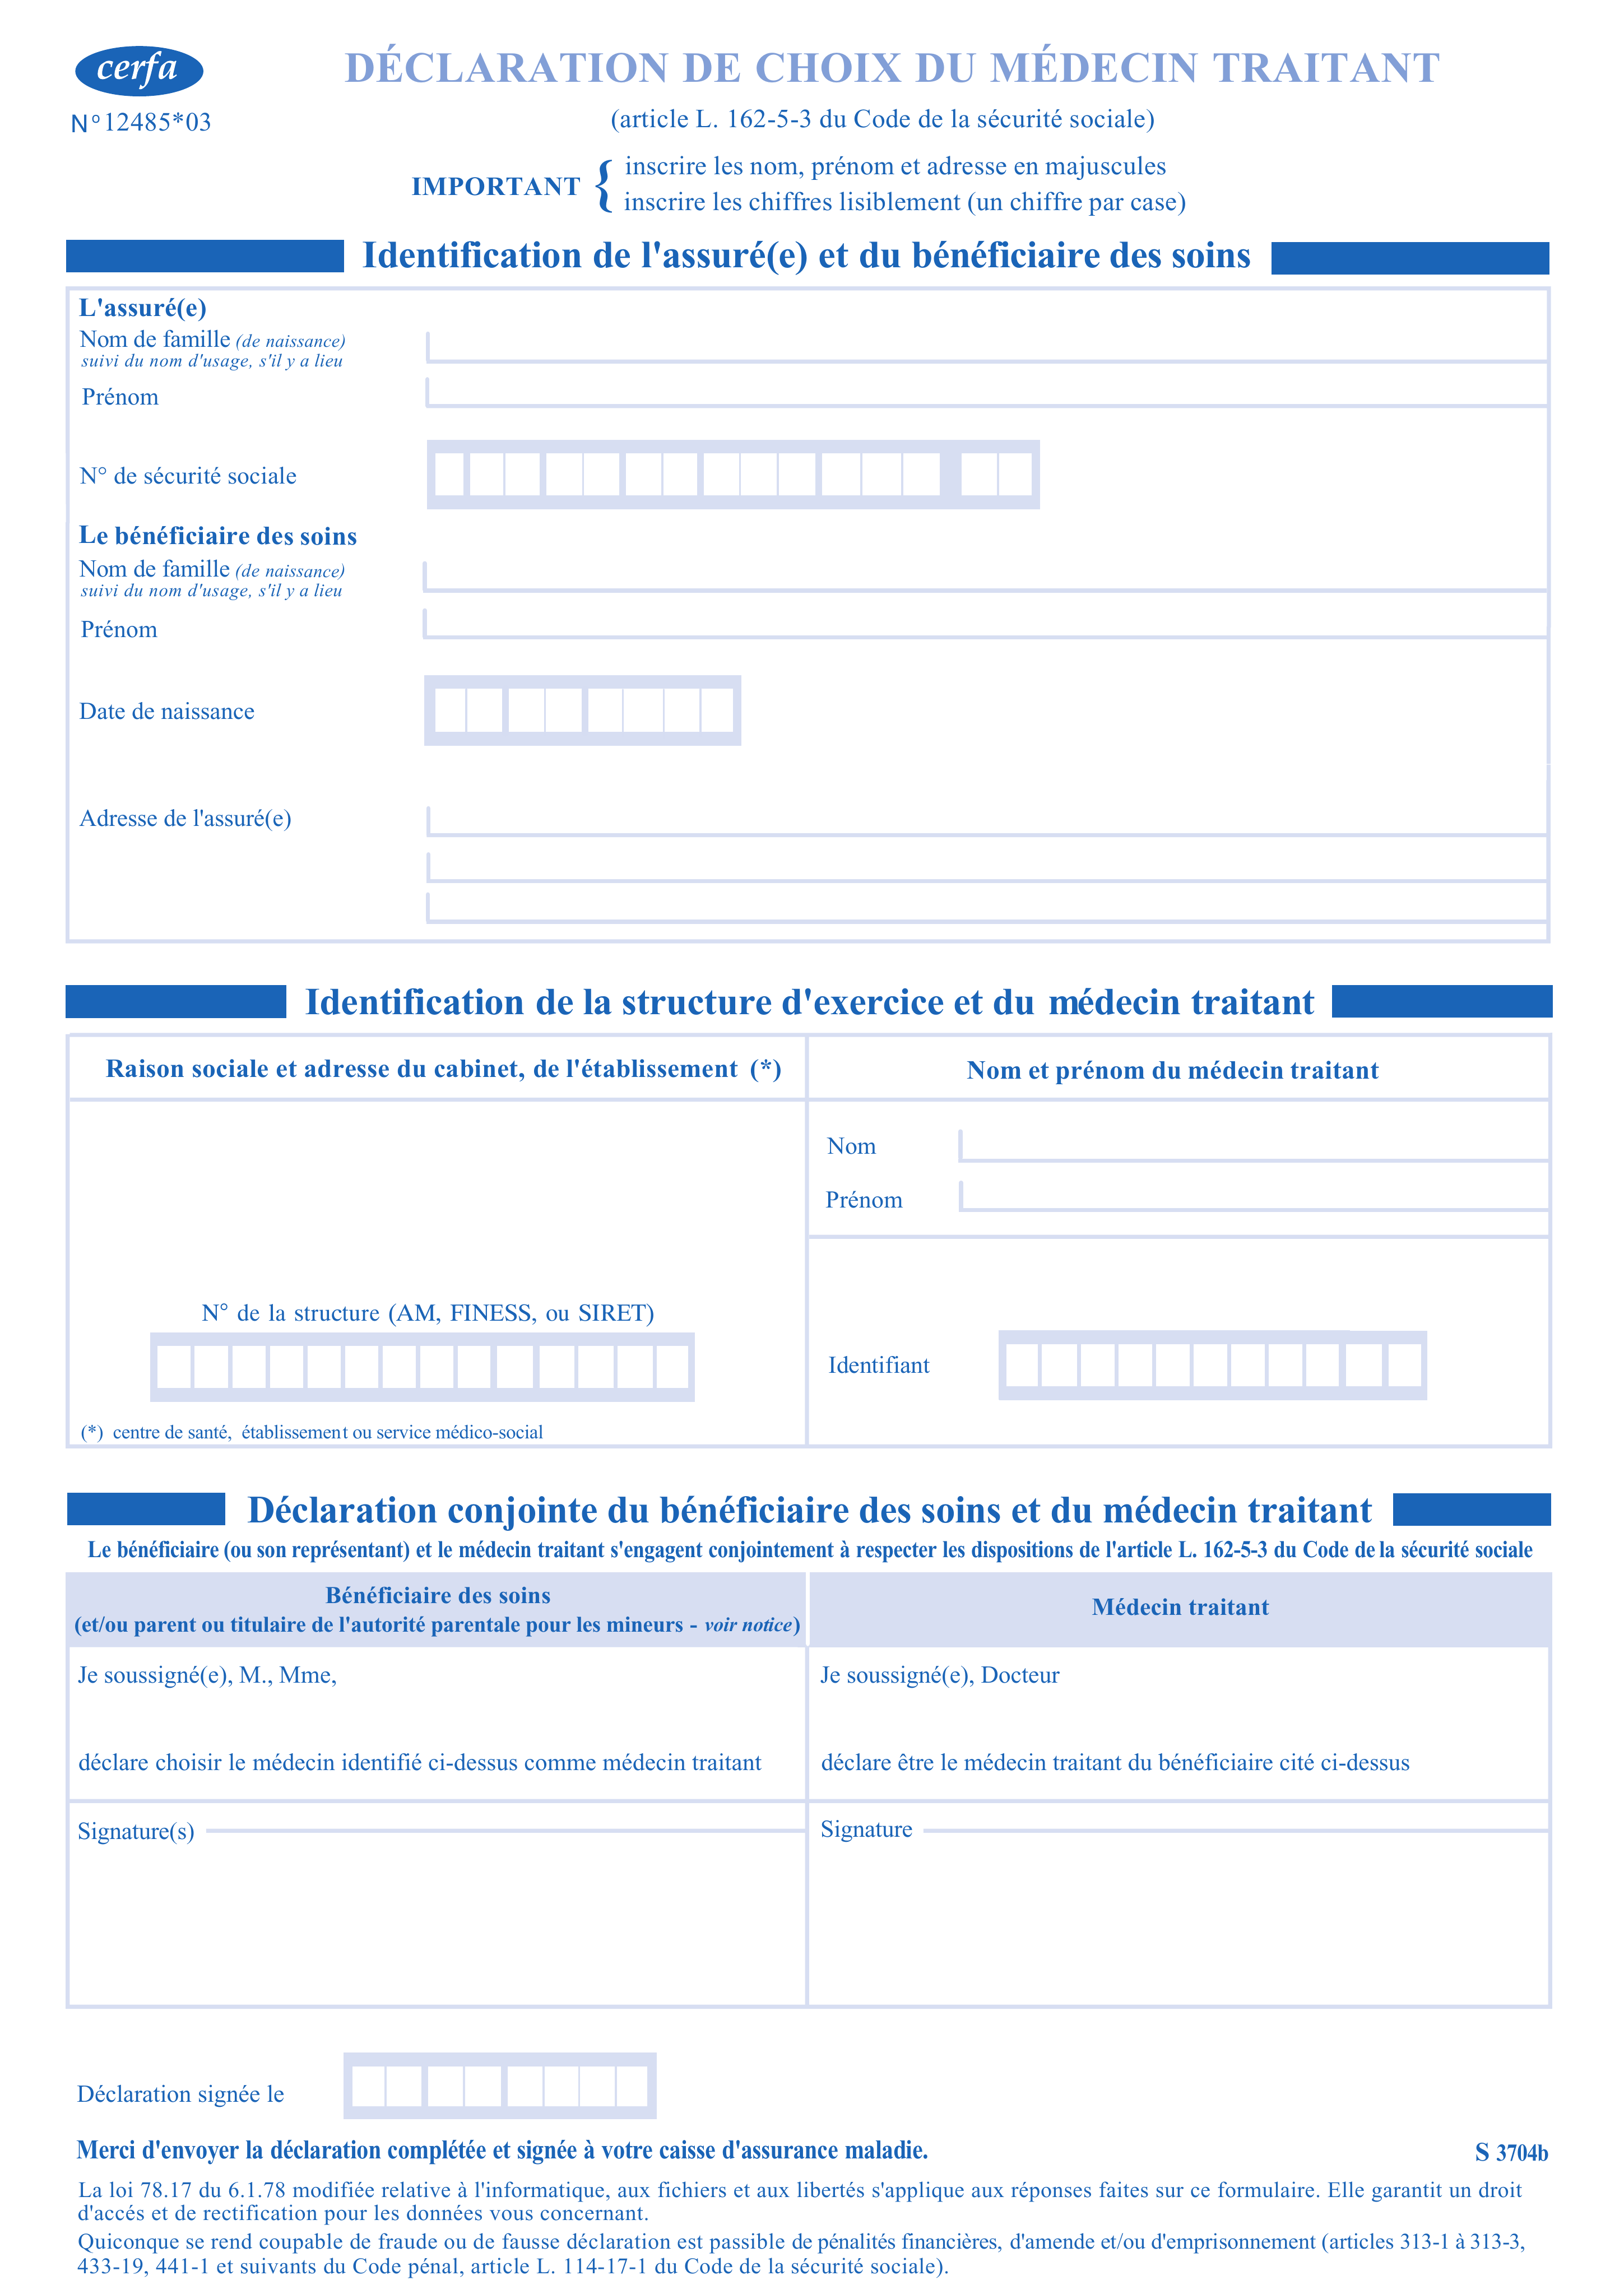 cerfa
N°12485*03
DÉCLARATION DE CHOIX DU MÉDECIN TRAITANT
(article L. 162-5-3 du Code de la sécurité sociale)
IMPORTANT { inscrire les nom, prénom et adresse en majuscules
inscrire les chiffres lisiblement (un chiffre par case)
Identification de l'assuré(e) et du bénéficiaire des soins
L'assuré(e)
Nom de famille (de naissance)
suivi du nom d'usage, s'il y a lieu
Prénom
N° de sécurité sociale
Le bénéficiaire des soins
Nom de famille (de naissance)
suivi du nom d'usage, s'il y a lieu
Prénom
Date de naissance
Adresse de l'assuré(e)
Identification de la structure d'exercice et du médecin traitant
Raison sociale et adresse du cabinet, de l'établissement (*)
Nom et prénom du médecin traitant
Nom
Prénom
N° de la structure (AM, FINESS, ou SIRET)
Identifiant
(*) centre de santé, établissement ou service médico-social
Déclaration conjointe du bénéficiaire des soins et du médecin traitant
Le bénéficiaire (ou son représentant) et le médecin traitant s'engagent conjointement à respecter les dispositions de l'article L. 162-5-3 du Code de la sécurité sociale
Bénéficiaire des soins
(et/ou parent ou titulaire de l'autorité parentale pour les mineurs - voir notice)
Médecin traitant
Je soussigné(e), M., Mme,
déclare choisir le médecin identifié ci-dessus comme médecin traitant
Je soussigné(e), Docteur
déclare être le médecin traitant du bénéficiaire cité ci-dessus
Signature(s)
Signature
Déclaration signée le
Merci d'envoyer la déclaration complétée et signée à votre caisse d'assurance maladie.
S 3704b
La loi 78.17 du 6.1.78 modifiée relative à l'informatique, aux fichiers et aux libertés s'applique aux réponses faites sur ce formulaire. Elle garantit un droit
d'accés et de rectification pour les données vous concernant.
Quiconque se rend coupable de fraude ou de fausse déclaration est passible de pénalités financières, d'amende et/ou d'emprisonnement (articles 313-1 à 313-3,
433-19, 441-1 et suivants du Code pénal, article L. 114-17-1 du Code de la sécurité sociale).